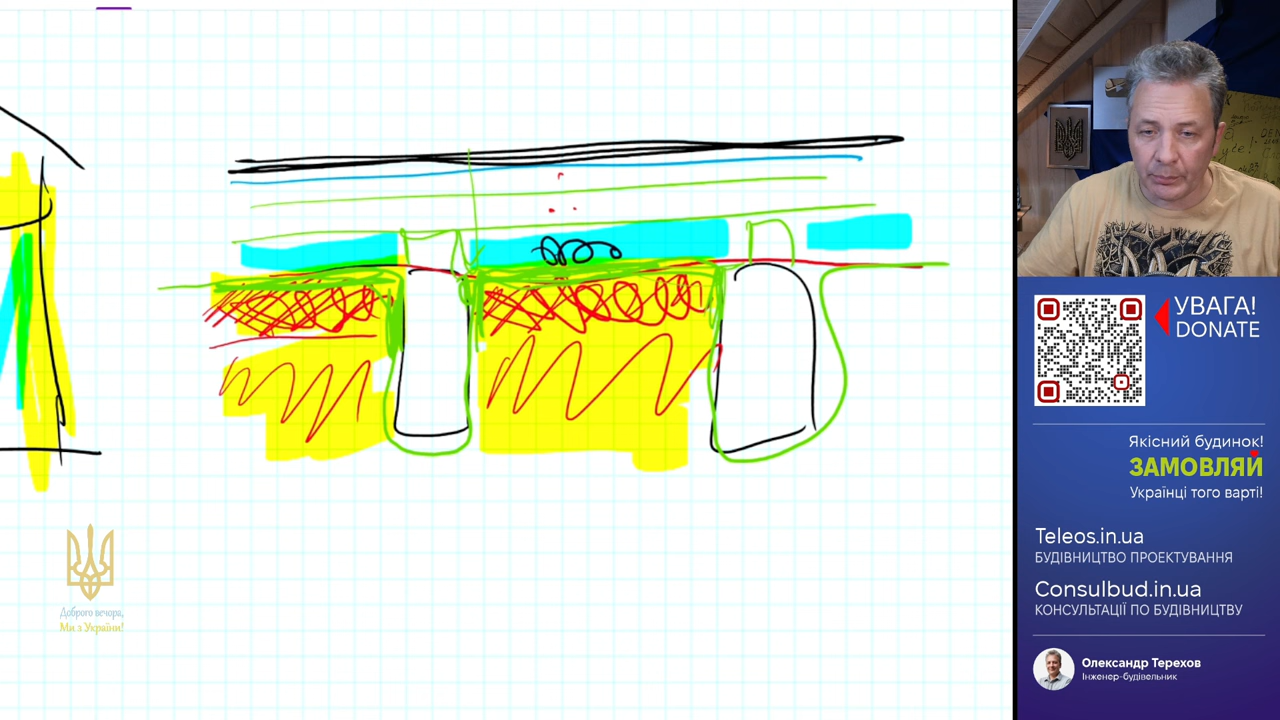 УВАГА!
DONATE
Якісний будинок!
ЗАМОВЛЯЙ
Українці того варті!
Teleos.in.ua
БУДІВНИЦТВО ПРОЕКТУВАННЯ
Consulbud.in.ua
КОНСУЛЬТАЦІЇ ПО БУДІВНИЦТВУ
Олександр Терехов
Інженер-будівельник
Доброго вечора,
Ми з України!